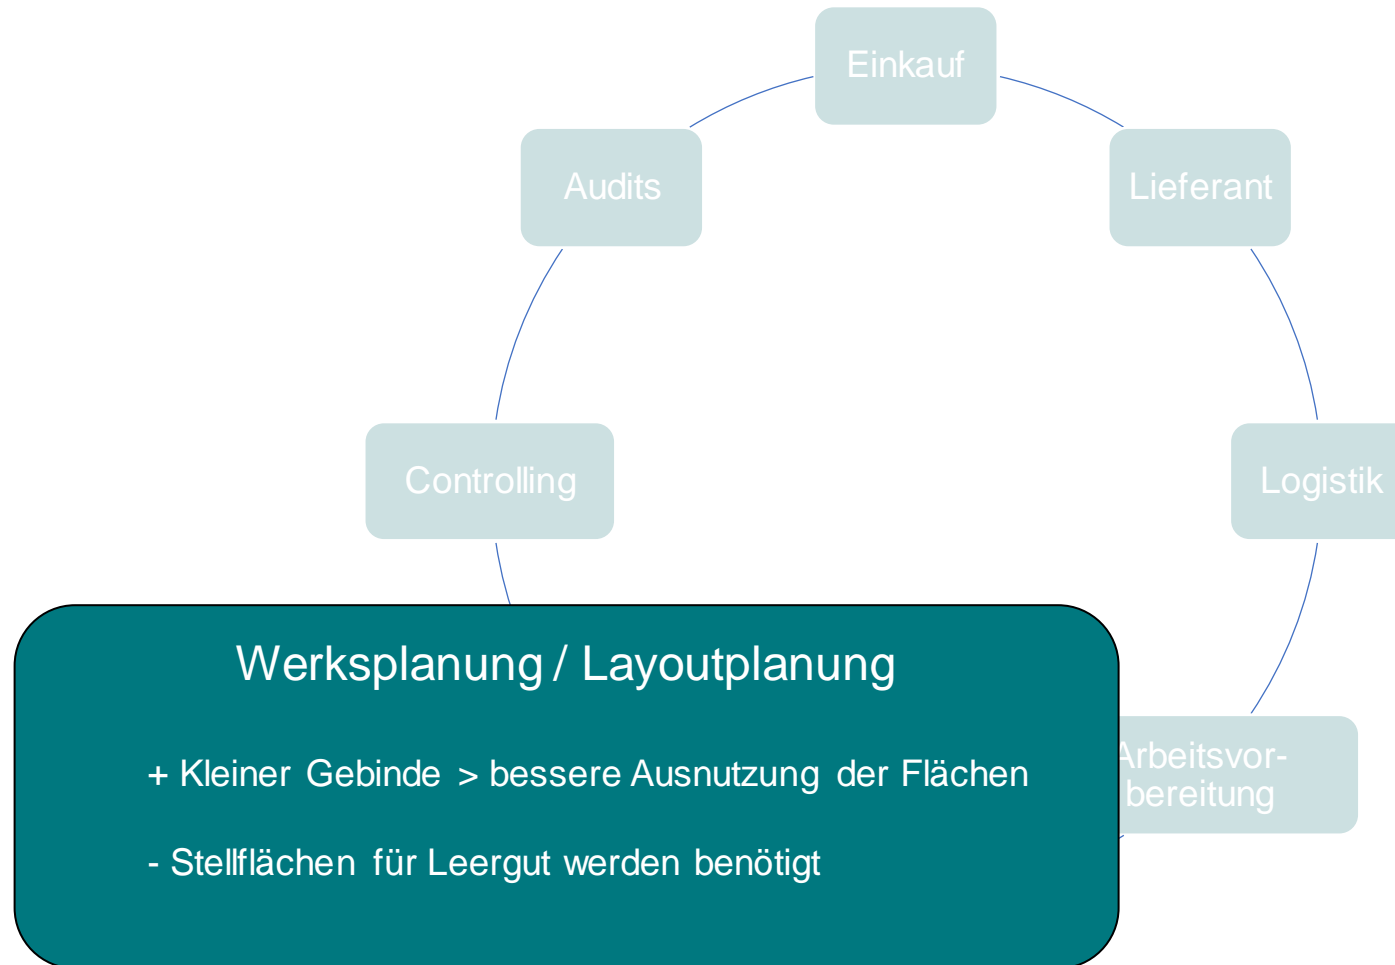 Einkauf
Audits
Lieferant
Controlling
Logistik
Werksplanung / Layoutplanung
+ Kleiner Gebinde > bessere Ausnutzung der Flächen
- Stellflächen für Leergut werden benötigt
Arbeitsvor-
bereitung